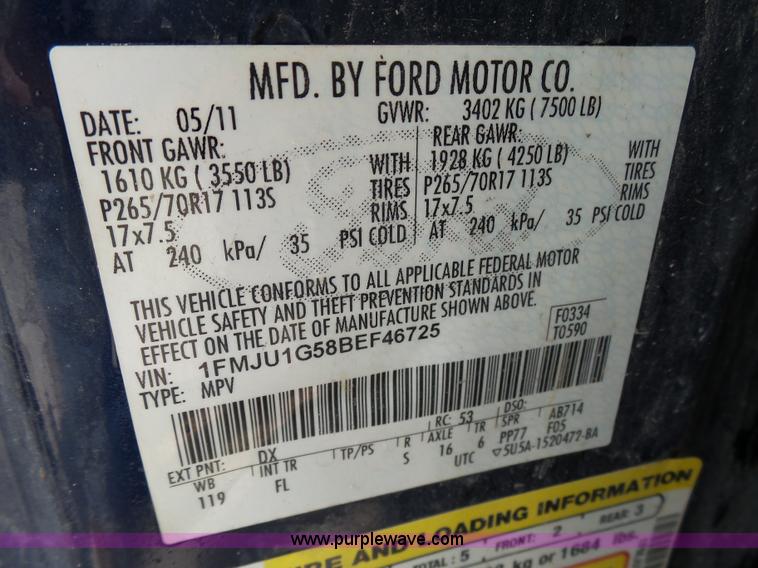 MFD. BY FORD MOTOR CO.
DATE: 05/11 GVWR: 3402 KG ( 7500 LB)
FRONT GAWR: REAR GAWR:
1610 KG ( 3550 LB) WITH 1928 KG ( 4250 LB) WITH
P265/70R17 113S TIRES P265/70R17 113S TIRES
17x7.5 RIMS 17x7.5 RIMS
AT 240 kPa/ 35 PSI COLD AT 240 kPa/ 35 PSI COLD
THIS VEHICLE CONFORMS TO ALL APPLICABLE FEDERAL MOTOR
VEHICLE SAFETY AND THEFT PREVENTION STANDARDS IN
EFFECT ON THE DATE OF MANUFACTURE SHOWN ABOVE.
F0334
T0590
VIN: 1FMJU1G58BEF46725
TYPE: MPV
EXT PNT: DX RC: 53 DSO:
WB INT TR TP/PS R AXLE TR SPR AB714
119 FL S 16 6 PP77 F05
UTC ▽5U5A-1520472-BA
AND LOADING INFORMATION
TOTAL: 5 FRONT: 2 REAR: 3
kg or 1684 lbs.
www.purplewave.com